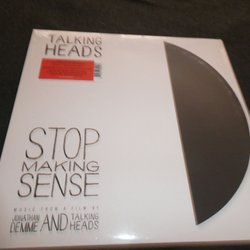 TALKING
HEADS
STOP
MAKING
SENSE
MUSIC FROM A FILM BY
JONATHAN
DEMME AND TALKING
HEADS